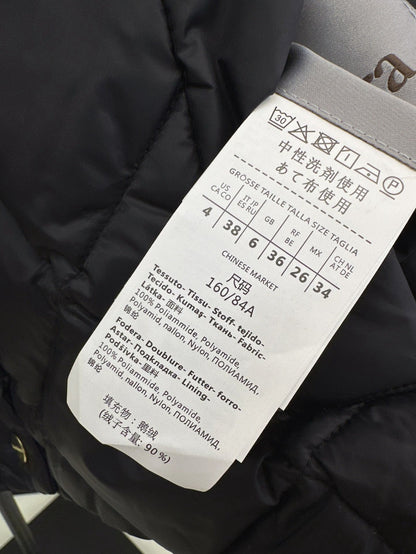 a
30
中性洗剤使用
あて布使用
GROSSE TAILLE TALLA SIZE TAGLIA
US IT JP RF CH NL
CA CO ES RU GB BE MX AT DE
4 38 6 36 26 34
CHINESE MARKET
尺码
160/84A
Tessuto- Tissu- Stoff- tejido-
Tecido- Kumaş- Ткань- Fabric-
Látka- 面料
100% Poliammide, Polyamide,
Polyamid, nailon, Nylon, ПОЛИАМИД,
锦纶
Fodera- Doublure- Futter- forro-
Astar- Подкладка- Lining-
Podšívka- 里料
100% Poliammide, Polyamide,
Polyamid, nailon, Nylon, ПОЛИАМИД,
锦纶
填充物: 鹅绒
(绒子含量: 90%)